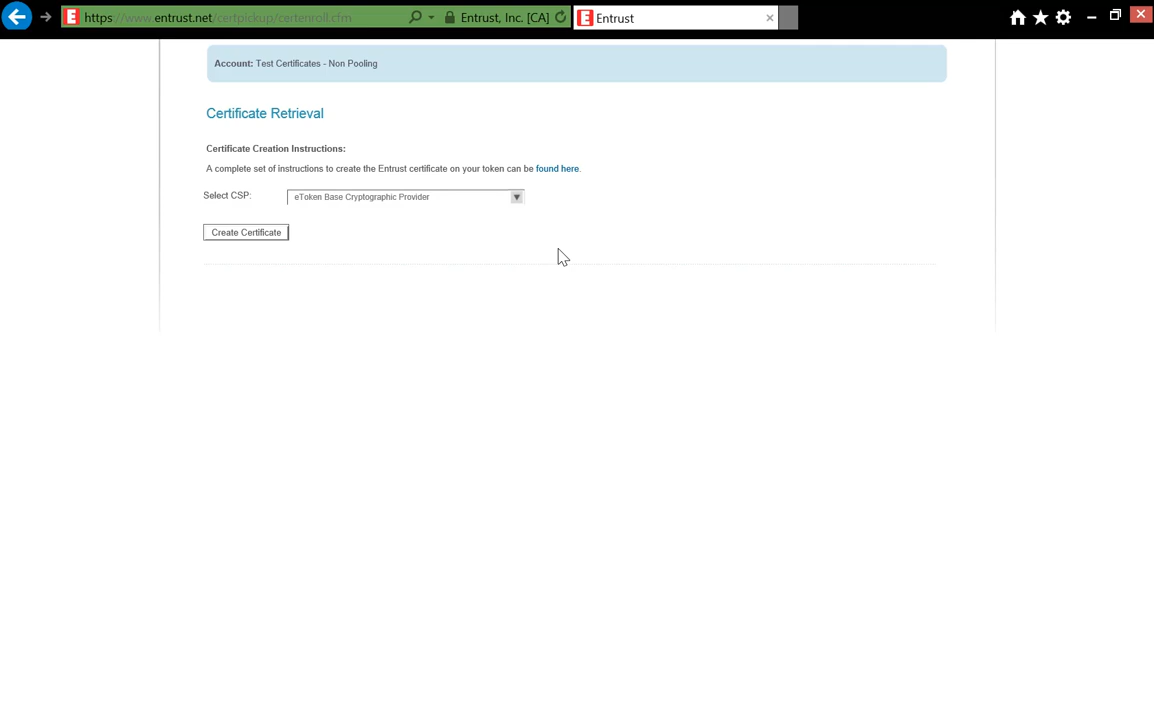 https://www.entrust.net/certpickup/certenroll.cfm
Entrust, Inc. [CA]
E Entrust
Account: Test Certificates - Non Pooling
Certificate Retrieval
Certificate Creation Instructions:
A complete set of instructions to create the Entrust certificate on your token can be found here.
Select CSP: eToken Base Cryptographic Provider
Create Certificate